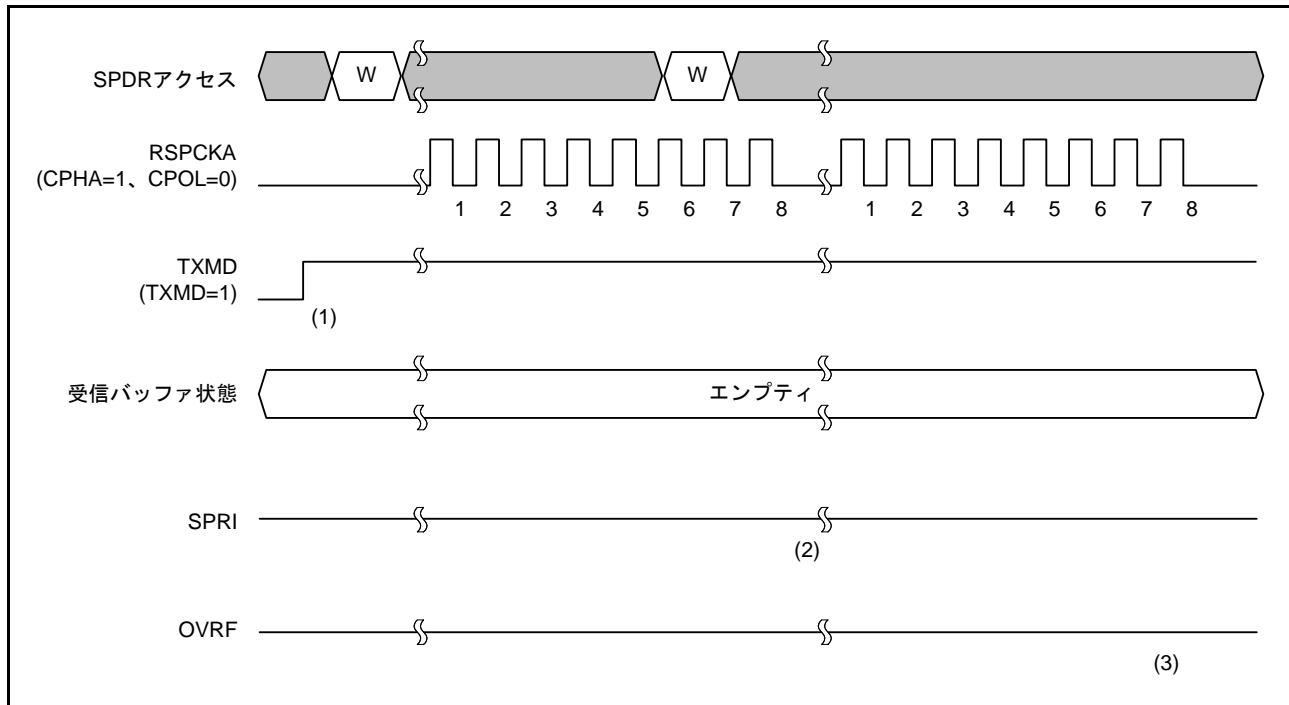 SPDRアクセス
W
W
RSPCKA
(CPHA=1、CPOL=0)
1 2 3 4 5 6 7 8
1 2 3 4 5 6 7 8
TXMD
(TXMD=1)
(1)
受信バッファ状態
エンプティ
SPRI
(2)
OVRF
(3)